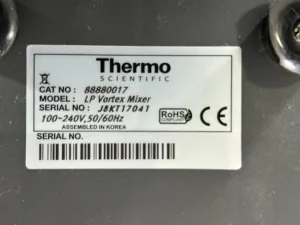 Thermo
SCIENTIFIC
CAT NO : 88880017
MODEL : LP Vortex Mixer
SERIAL NO : J8KT17041
100~240V,50/60Hz
ASSEMBLED IN KOREA
RoHS
COMPLIANT
SERIAL NO.